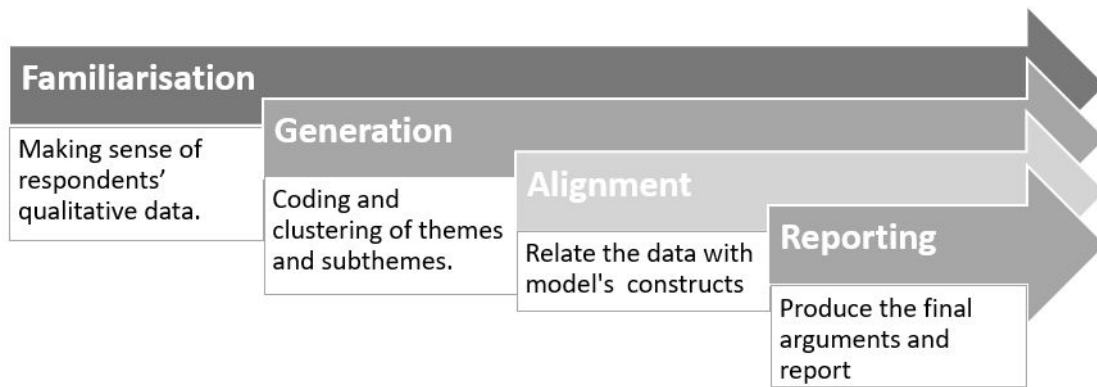 Familiarisation
Making sense of
respondents’
qualitative data.
Generation
Coding and
clustering of themes
and subthemes.
Alignment
Relate the data with
model's constructs
Reporting
Produce the final
arguments and
report